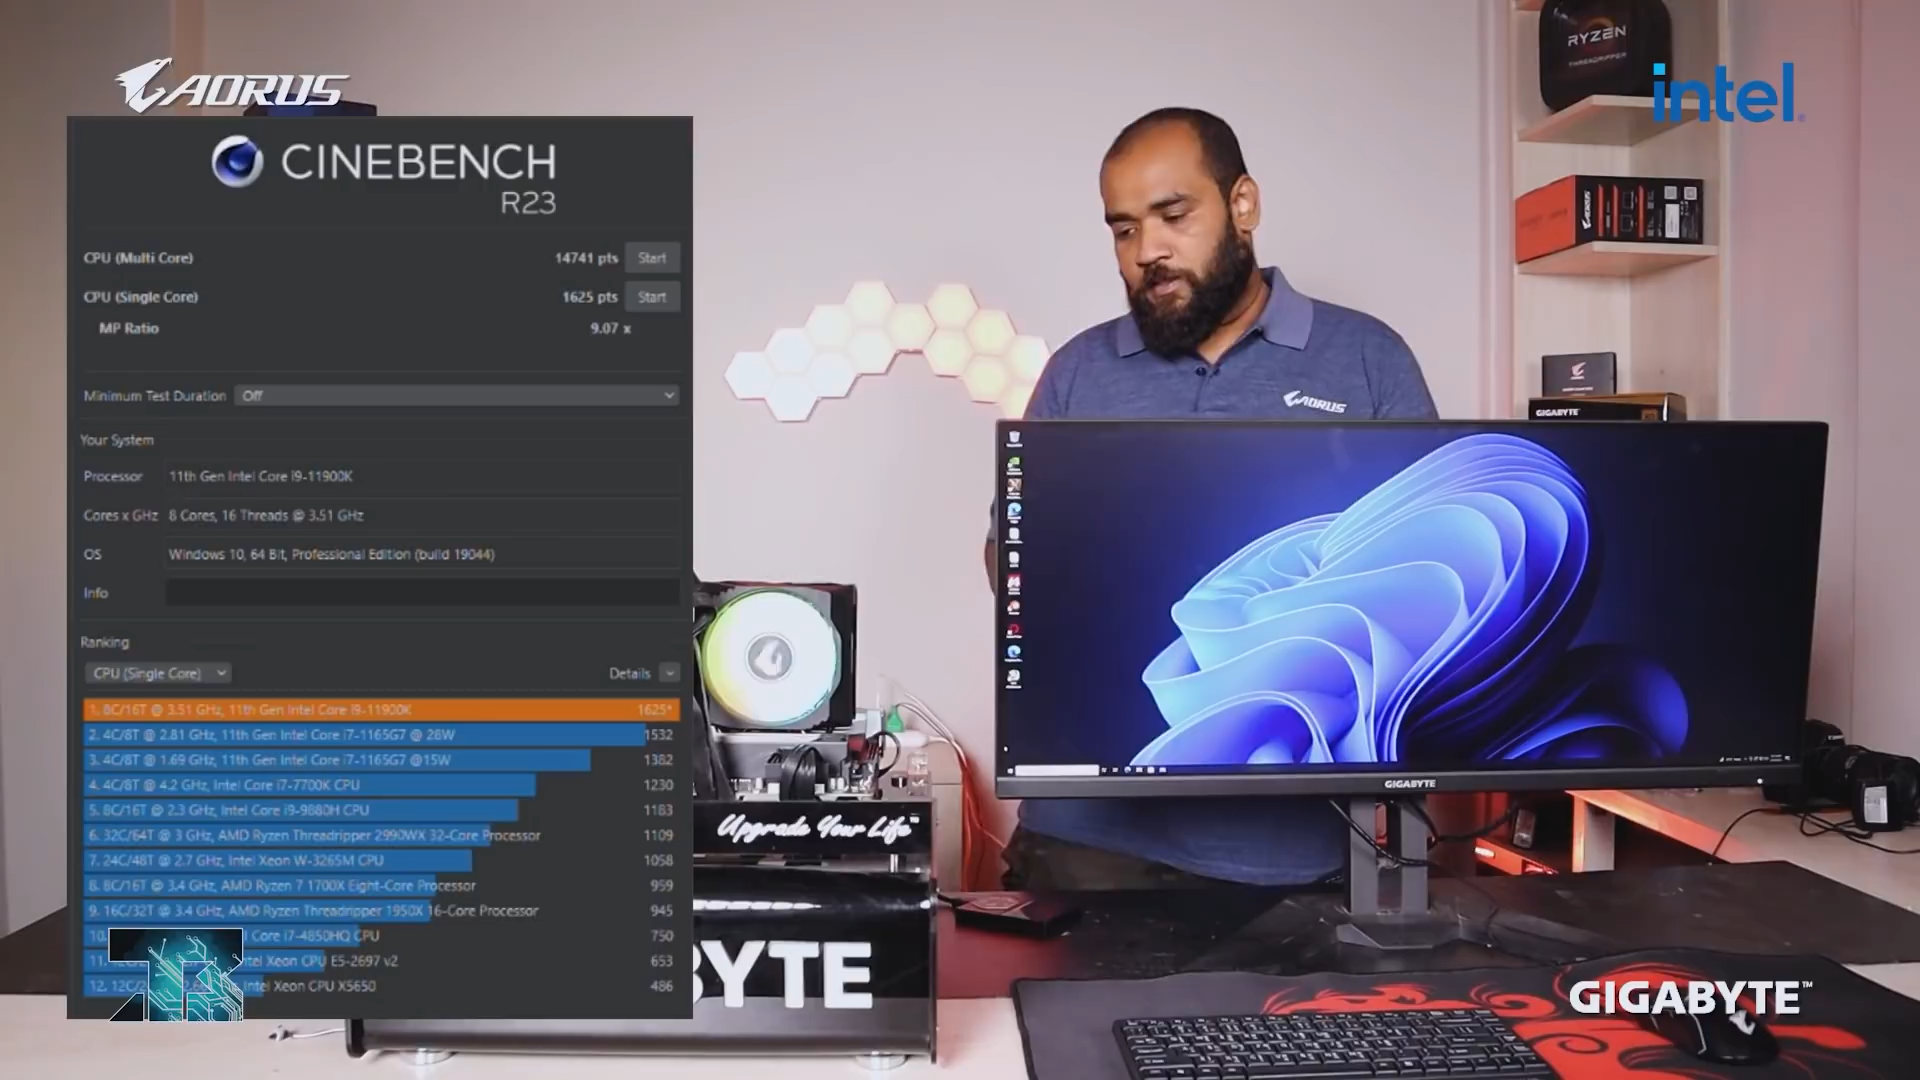 AORUS
intel
RYZEN
THREADRIPPER
CINEBENCH
R23
CPU (Multi Core) 14741 pts Start
CPU (Single Core) 1625 pts Start
MP Ratio 9.07 x
Minimum Test Duration Off
Your System
Processor 11th Gen Intel Core i9-11900K
Cores x GHz 8 Cores, 16 Threads @ 3.51 GHz
OS Windows 10, 64 Bit, Professional Edition (build 19044)
Info
Ranking
CPU (Single Core) Details
1. 8C/16T @ 3.51 GHz, 11th Gen Intel Core i9-11900K 1625*
2. 4C/8T @ 2.81 GHz, 11th Gen Intel Core i7-1165G7 @ 28W 1532
3. 4C/8T @ 1.69 GHz, 11th Gen Intel Core i7-1165G7 @15W 1382
4. 4C/8T @ 4.2 GHz, Intel Core i7-7700K CPU 1230
5. 8C/16T @ 2.3 GHz, Intel Core i9-9880H CPU 1183
6. 32C/64T @ 3 GHz, AMD Ryzen Threadripper 2990WX 32-Core Processor 1109
7. 24C/48T @ 2.7 GHz, Intel Xeon W-3265M CPU 1058
8. 8C/16T @ 3.4 GHz, AMD Ryzen 7 1700X Eight-Core Processor 959
9. 16C/32T @ 3.4 GHz, AMD Ryzen Threadripper 1950X 16-Core Processor 945
10. Core i7-4850HQ CPU 750
11. Xeon CPU E5-2697 v2 653
12. Intel Xeon CPU X5650 486
AORUS
AORUS
GIGABYTE
GIGABYTE
Upgrade Your Life™
BYTE
GIGABYTE™